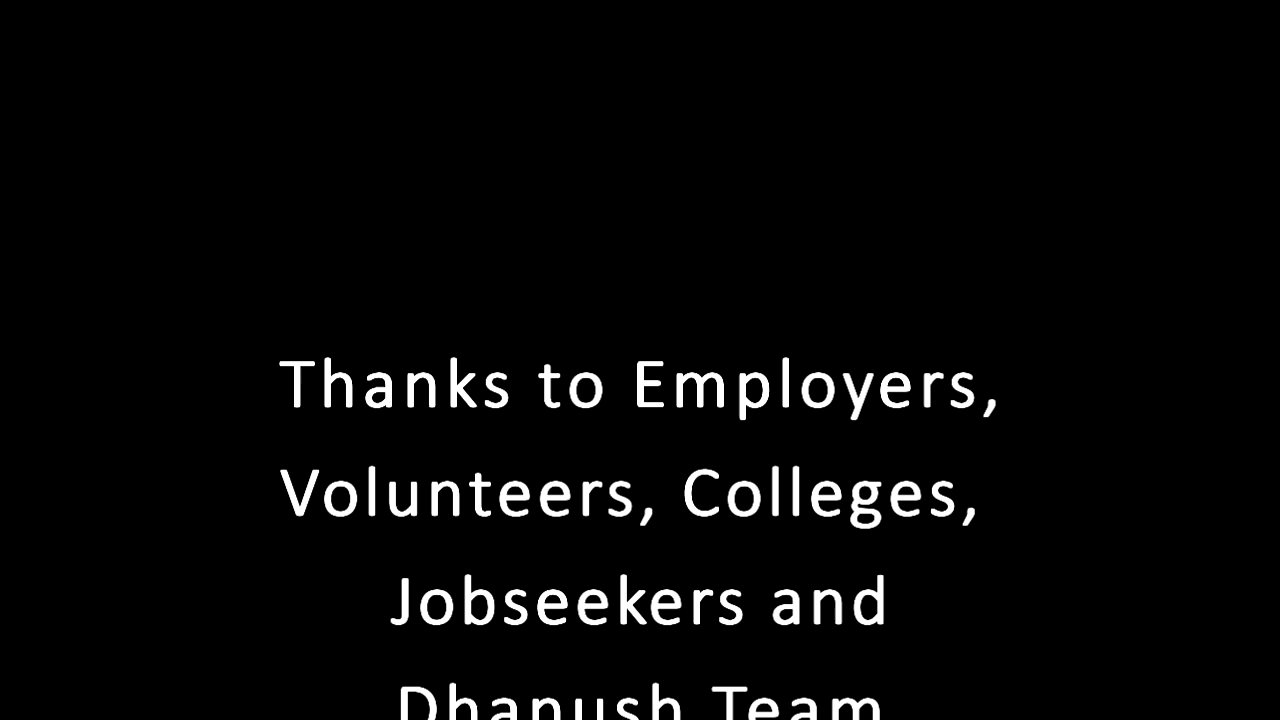 Thanks to Employers,
Volunteers, Colleges,
Jobseekers and
Dhanush Team